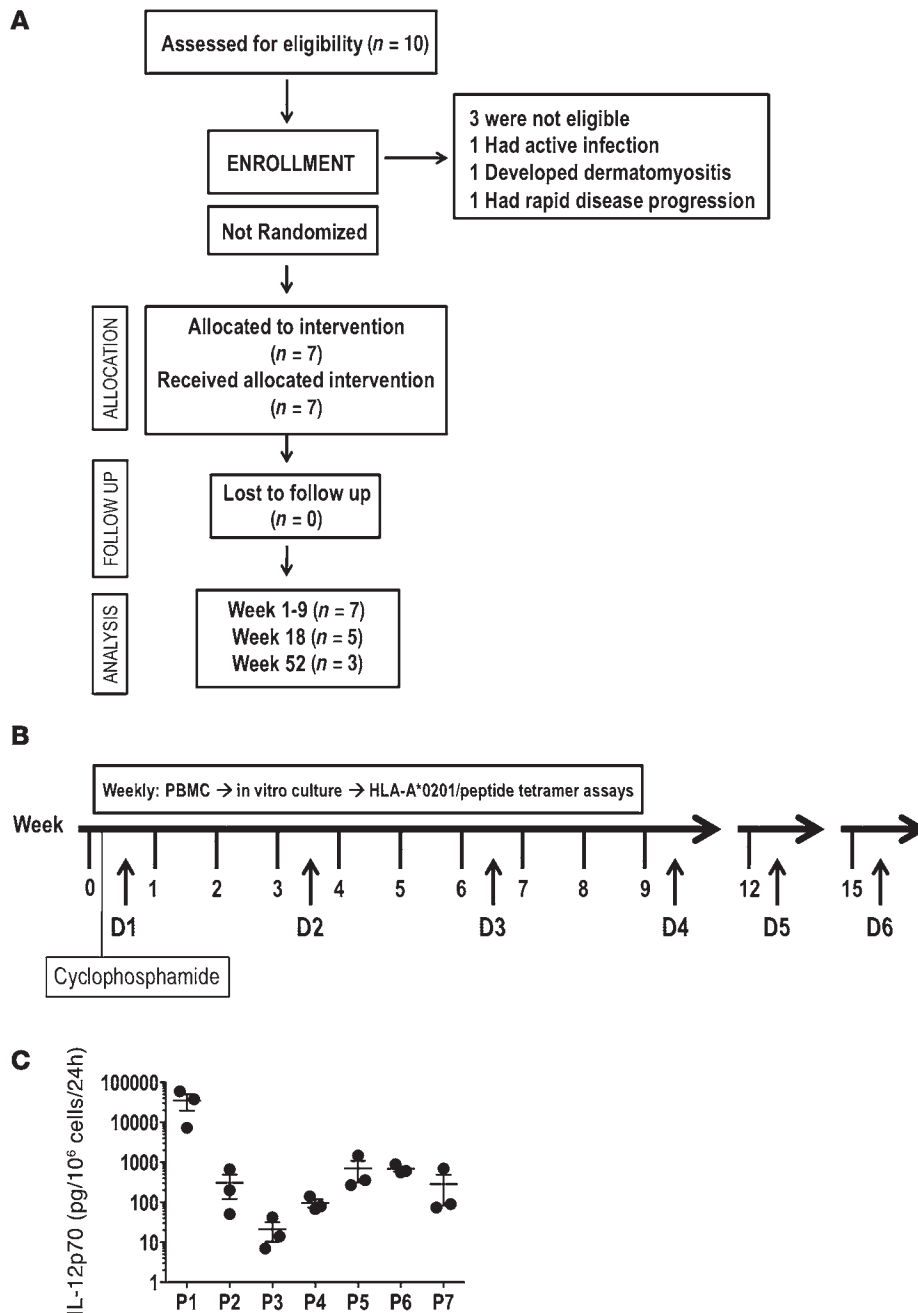 A
Assessed for eligibility (n = 10)
ENROLLMENT
3 were not eligible
1 Had active infection
1 Developed dermatomyositis
1 Had rapid disease progression
Not Randomized
ALLOCATION
Allocated to intervention
(n = 7)
Received allocated intervention
(n = 7)
FOLLOW UP
Lost to follow up
(n = 0)
ANALYSIS
Week 1-9 (n = 7)
Week 18 (n = 5)
Week 52 (n = 3)
B
Weekly: PBMC → in vitro culture → HLA-A*0201/peptide tetramer assays
Week
0 1 2 3 4 5 6 7 8 9 12 15
D1 D2 D3 D4 D5 D6
Cyclophosphamide
C
IL-12p70 (pg/10⁶ cells/24h)
100000
10000
1000
100
10
1
P1 P2 P3 P4 P5 P6 P7